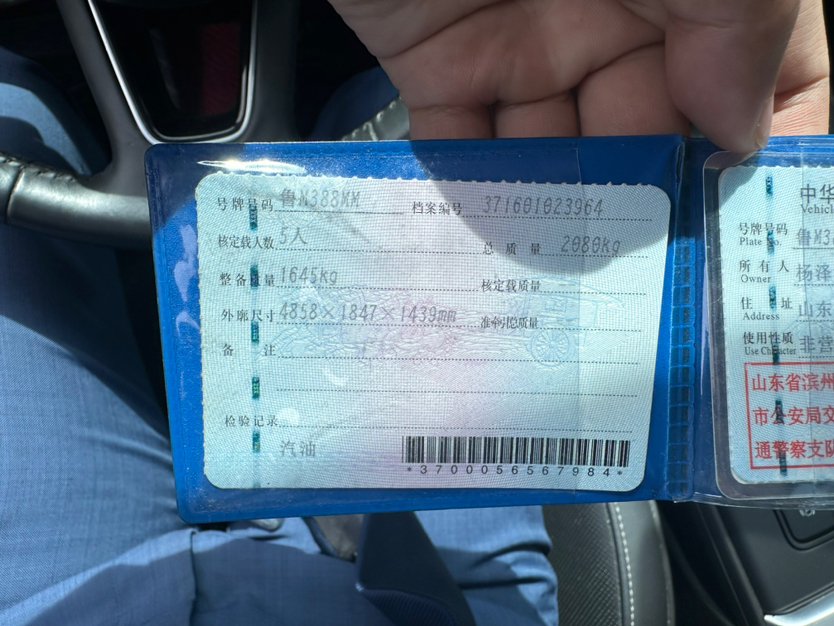 号牌号码 鲁M388MM 档案编号 371601023964
核定载人数 5人 总质量 2080Kg
整备质量 1645Kg 核定载质量
外廓尺寸 4858×1847×1439mm 准牵引总质量
备注
检验记录
汽油
*3700056567984*
中华
Vehicl
号牌号码 鲁M3
Plate No.
所有人 杨泽
Owner
住址 山东
Address
使用性质 非营
Use Character
山东省滨州
市公安局交
通警察支队